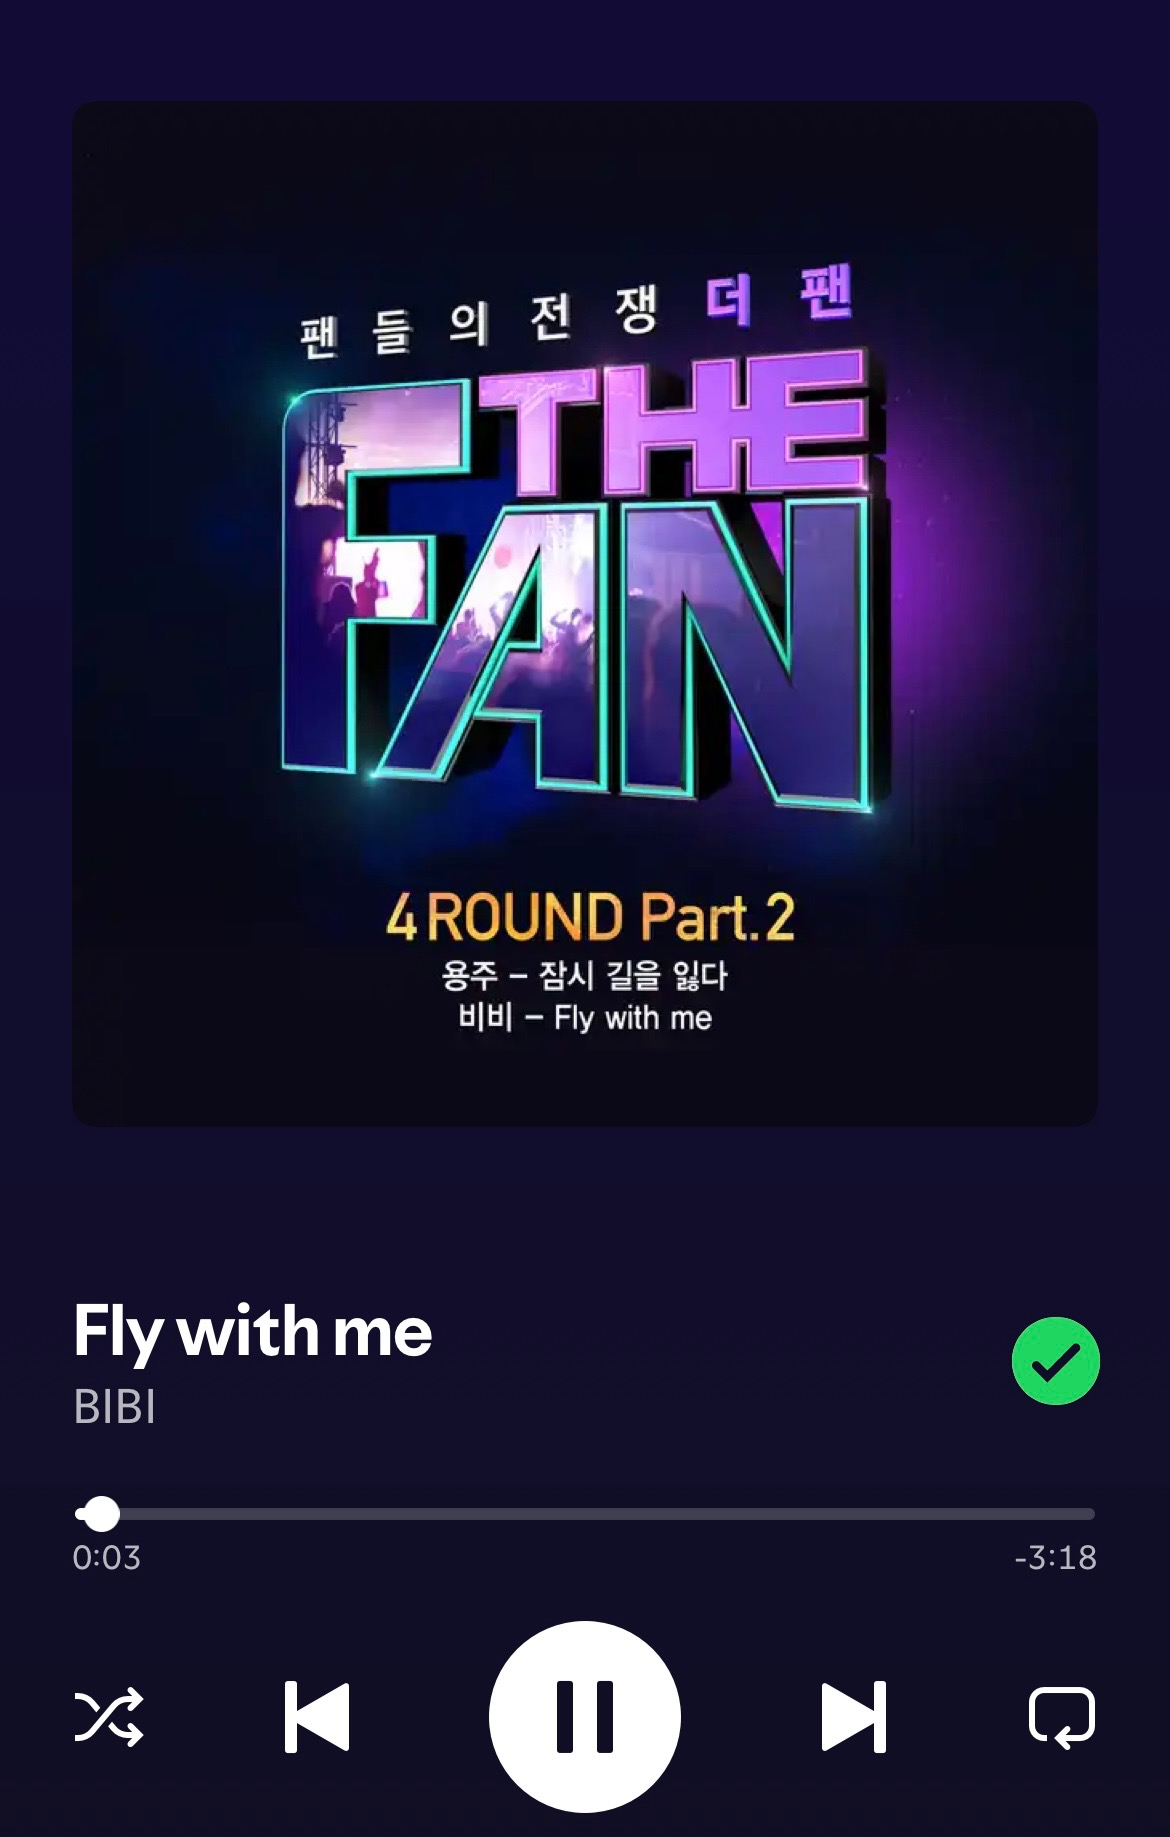 팬들의전쟁 더팬
THE
FAN
4 ROUND Part.2
용주 – 잠시 길을 잃다
비비 – Fly with me
Fly with me
BIBI
0:03
-3:18